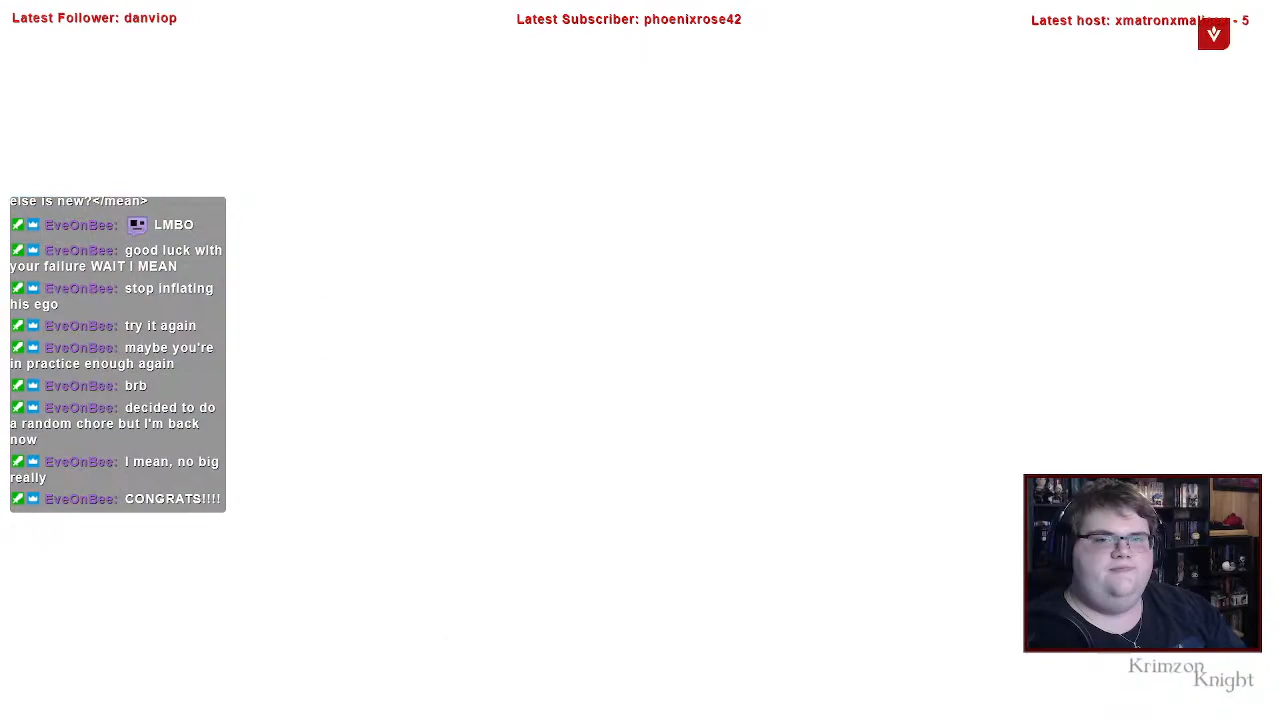 Latest Follower: danviop
Latest Subscriber: phoenixrose42
Latest host: - 5
else is new?</mean>
EveOnBee: LMBO
EveOnBee: good luck with
your failure WAIT I MEAN
EveOnBee: stop inflating
his ego
EveOnBee: try it again
EveOnBee: maybe you're
in practice enough again
EveOnBee: brb
EveOnBee: decided to do
a random chore but I'm back
now
EveOnBee: I mean, no big
really
EveOnBee: CONGRATS!!!!
Krimzon
Knight